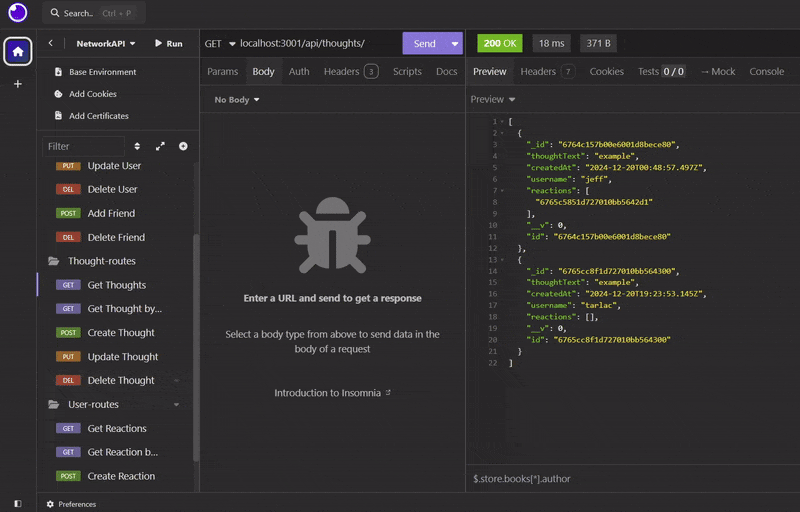 Search.. Ctrl + P
NetworkAPI Run
Base Environment
Add Cookies
Add Certificates
Filter
PUT Update User
DEL Delete User
POST Add Friend
DEL Delete Friend
Thought-routes
GET Get Thoughts
GET Get Thought by...
POST Create Thought
PUT Update Thought
DEL Delete Thought
User-routes
GET Get Reactions
GET Get Reaction b...
POST Create Reaction
Preferences
GET localhost:3001/api/thoughts/ Send
Params Body Auth Headers 3 Scripts Docs
No Body
Enter a URL and send to get a response
Select a body type from above to send data in the
body of a request
Introduction to Insomnia
200 OK 18 ms 371 B
Preview Headers 7 Cookies Tests 0 / 0 → Mock Console
Preview
1 [
2 {
3 "_id": "6764c157b00e6001d8bece80",
4 "thoughtText": "example",
5 "createdAt": "2024-12-20T00:48:57.497Z",
6 "username": "jeff",
7 "reactions": [
8 "6765c5851d727010bb5642d1"
9 ],
10 "__v": 0,
11 "id": "6764c157b00e6001d8bece80"
12 },
13 {
14 "_id": "6765cc8f1d727010bb564300",
15 "thoughtText": "example",
16 "createdAt": "2024-12-20T19:23:53.145Z",
17 "username": "tarlac",
18 "reactions": [],
19 "__v": 0,
20 "id": "6765cc8f1d727010bb564300"
21 }
22 ]
$.store.books[*].author